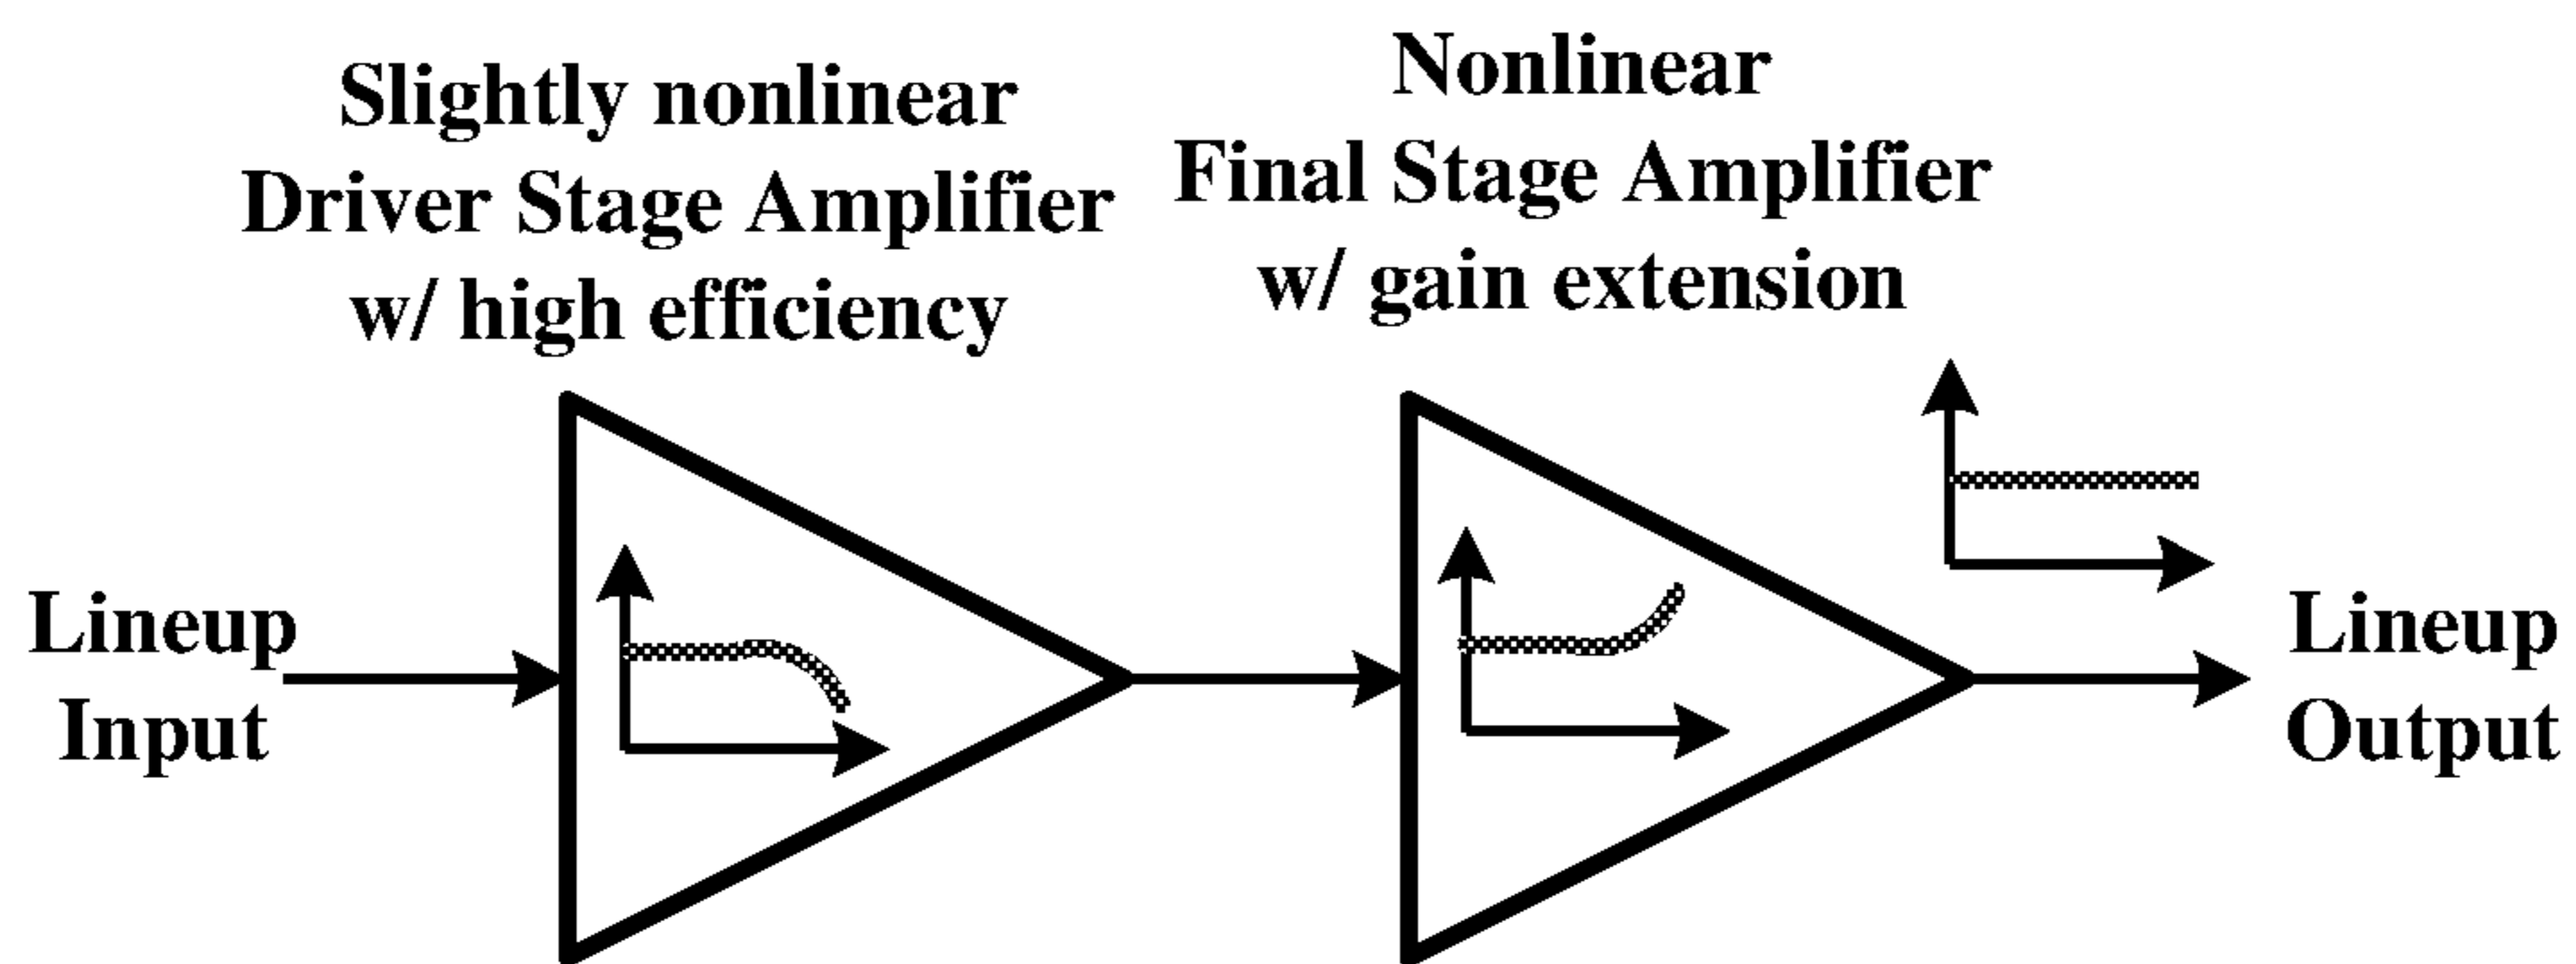 Slightly nonlinear
Driver Stage Amplifier
w/ high efficiency
Nonlinear
Final Stage Amplifier
w/ gain extension
Lineup
Input
Lineup
Output